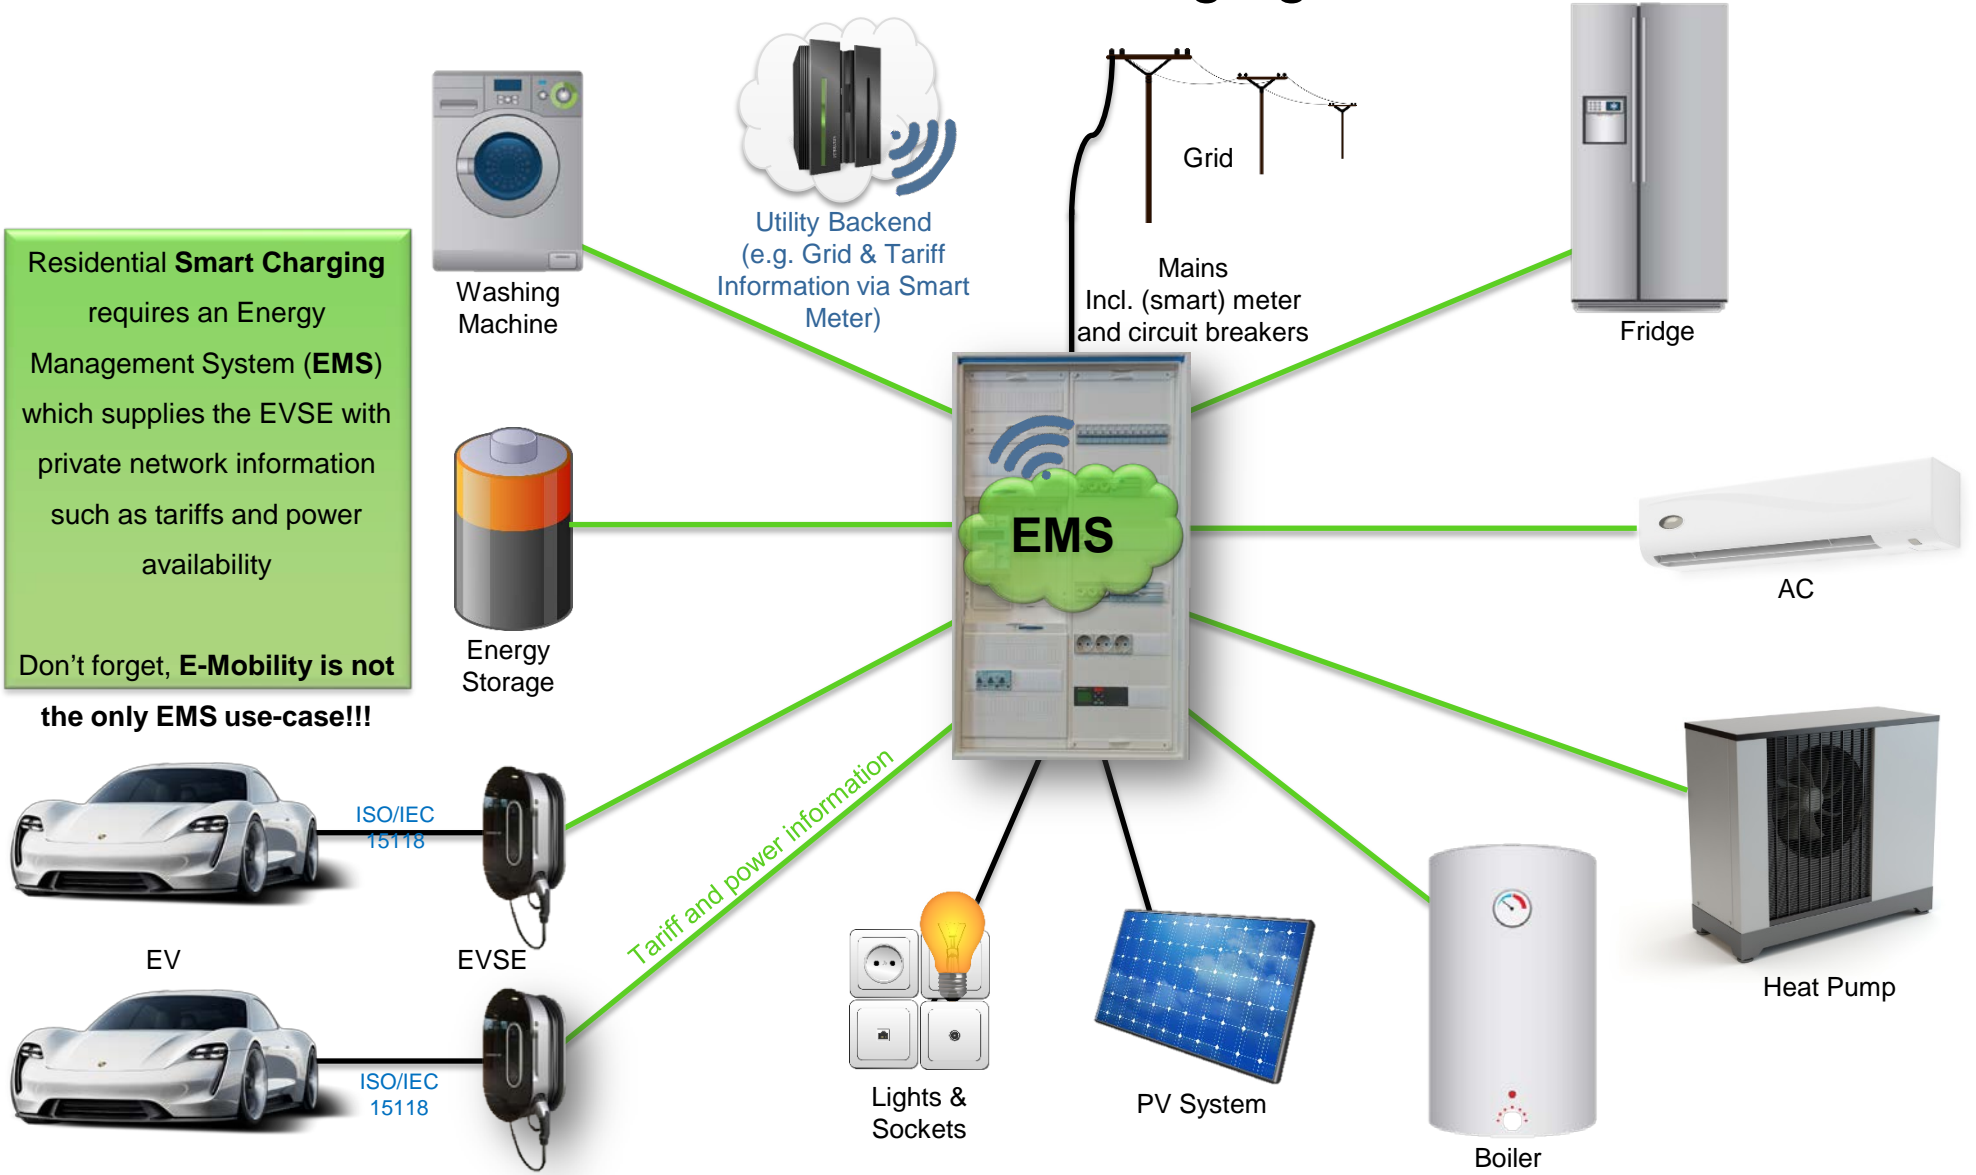 Grid
Utility Backend
(e.g. Grid & Tariff
Information via Smart
Meter)
Mains
Incl. (smart) meter
and circuit breakers
Washing
Machine
Fridge
Residential Smart Charging
requires an Energy
Management System (EMS)
which supplies the EVSE with
private network information
such as tariffs and power
availability
Don’t forget, E-Mobility is not
the only EMS use-case!!!
EMS
AC
Energy
Storage
Tariff and power information
ISO/IEC
15118
EV
EVSE
ISO/IEC
15118
Heat Pump
Lights &
Sockets
PV System
Boiler